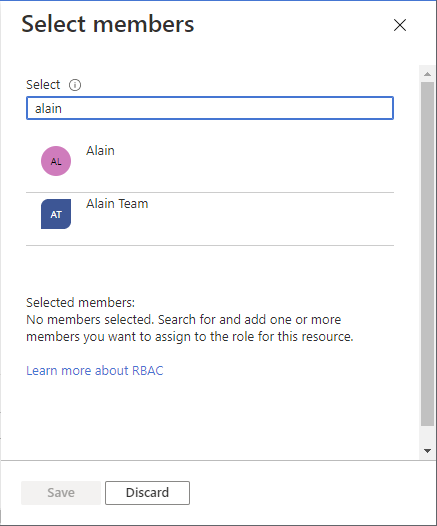 Select members
Select
alain
AL
Alain
AT
Alain Team
Selected members:
No members selected. Search for and add one or more
members you want to assign to the role for this resource.
Learn more about RBAC
Save
Discard